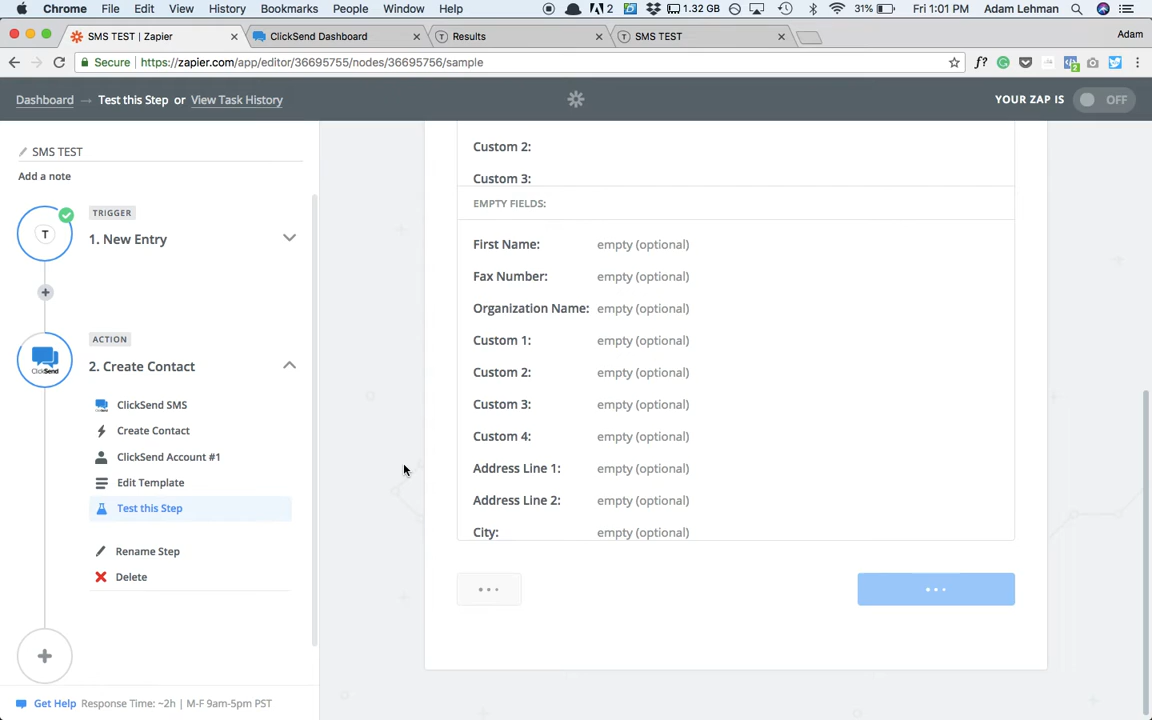 Chrome File Edit View History Bookmarks People Window Help 2 1.32 GB 31% Fri 1:01 PM Adam Lehman
SMS TEST | Zapier ClickSend Dashboard Results SMS TEST Adam
Secure https://zapier.com/app/editor/36695755/nodes/36695756/sample
Dashboard → Test this Step or View Task History YOUR ZAP IS OFF
SMS TEST
Add a note
TRIGGER
T
1. New Entry
ACTION
ClickSend
2. Create Contact
ClickSend SMS
Create Contact
ClickSend Account #1
Edit Template
Test this Step
Rename Step
Delete
Get Help Response Time: ~2h | M-F 9am-5pm PST
Custom 2:
Custom 3:
EMPTY FIELDS:
First Name: empty (optional)
Fax Number: empty (optional)
Organization Name: empty (optional)
Custom 1: empty (optional)
Custom 2: empty (optional)
Custom 3: empty (optional)
Custom 4: empty (optional)
Address Line 1: empty (optional)
Address Line 2: empty (optional)
City: empty (optional)